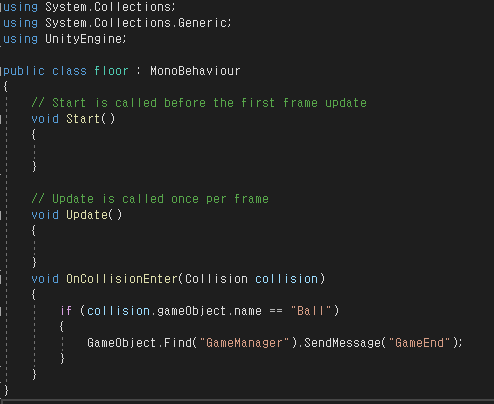 using System.Collections;
using System.Collections.Generic;
using UnityEngine;

public class floor : MonoBehaviour
{
    // Start is called before the first frame update
    void Start()
    {

    }

    // Update is called once per frame
    void Update()
    {

    }
    void OnCollisionEnter(Collision collision)
    {
        if (collision.gameObject.name == "Ball")
        {
            GameObject.Find("GameManager").SendMessage("GameEnd");
        }
    }
}